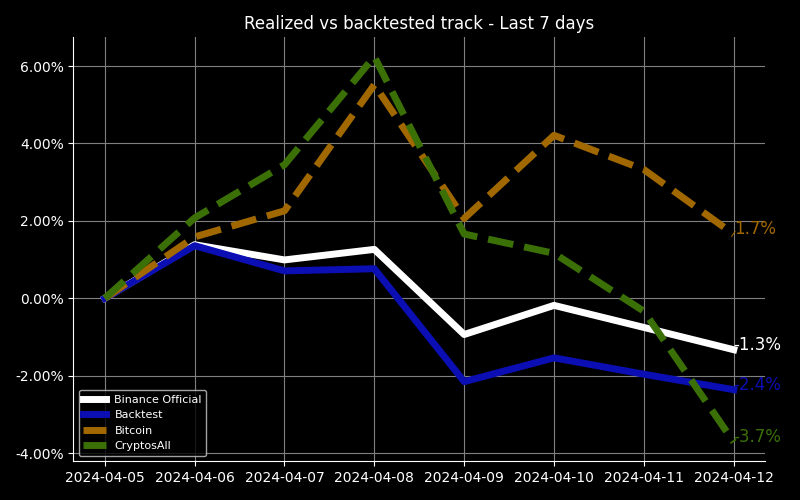 Realized vs backtested track - Last 7 days
6.00%
4.00%
2.00%
0.00%
-2.00%
-4.00%
1.7%
-1.3%
-2.4%
-3.7%
Binance Official
Backtest
Bitcoin
CryptosAll
2024-04-05 2024-04-06 2024-04-07 2024-04-08 2024-04-09 2024-04-10 2024-04-11 2024-04-12